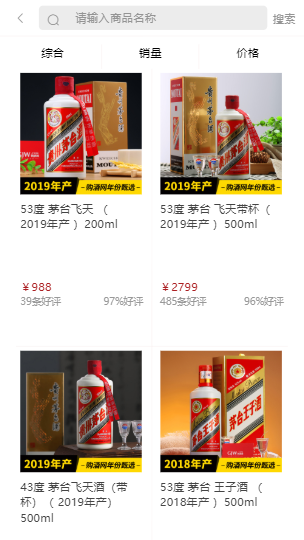 请输入商品名称
搜索
综合
销量
价格
2019年产
购酒网年份甄选
2019年产
购酒网年份甄选
53度 茅台飞天 （
2019年产 ）200ml
53度 茅台 飞天带杯（
2019年产 ）500ml
￥988
￥2799
39条好评
97%好评
485条好评
96%好评
2019年产
购酒网年份甄选
2018年产
购酒网年份甄选
43度 茅台飞天酒（带
杯）（ 2019年产）
500ml
53度 茅台 王子酒 （
2018年产 ）500ml